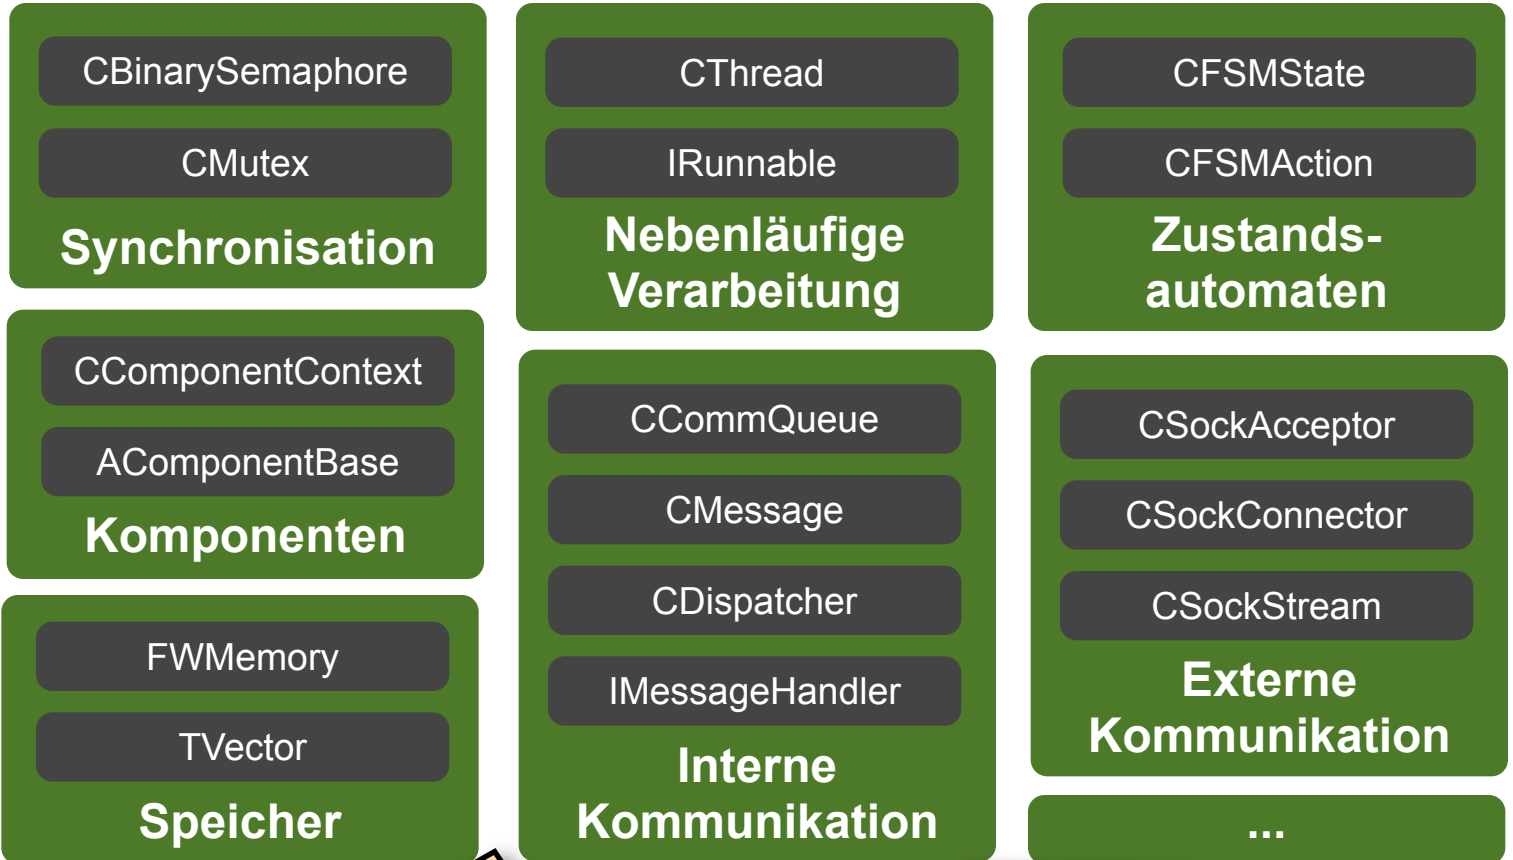 CBinarySemaphore
CMutex
Synchronisation
CThread
IRunnable
Nebenläufige
Verarbeitung
CFSMState
CFSMAction
Zustands-
automaten
CComponentContext
AComponentBase
Komponenten
CCommQueue
CMessage
CDispatcher
IMessageHandler
Interne
Kommunikation
CSockAcceptor
CSockConnector
CSockStream
Externe
Kommunikation
FWMemory
TVector
Speicher
...